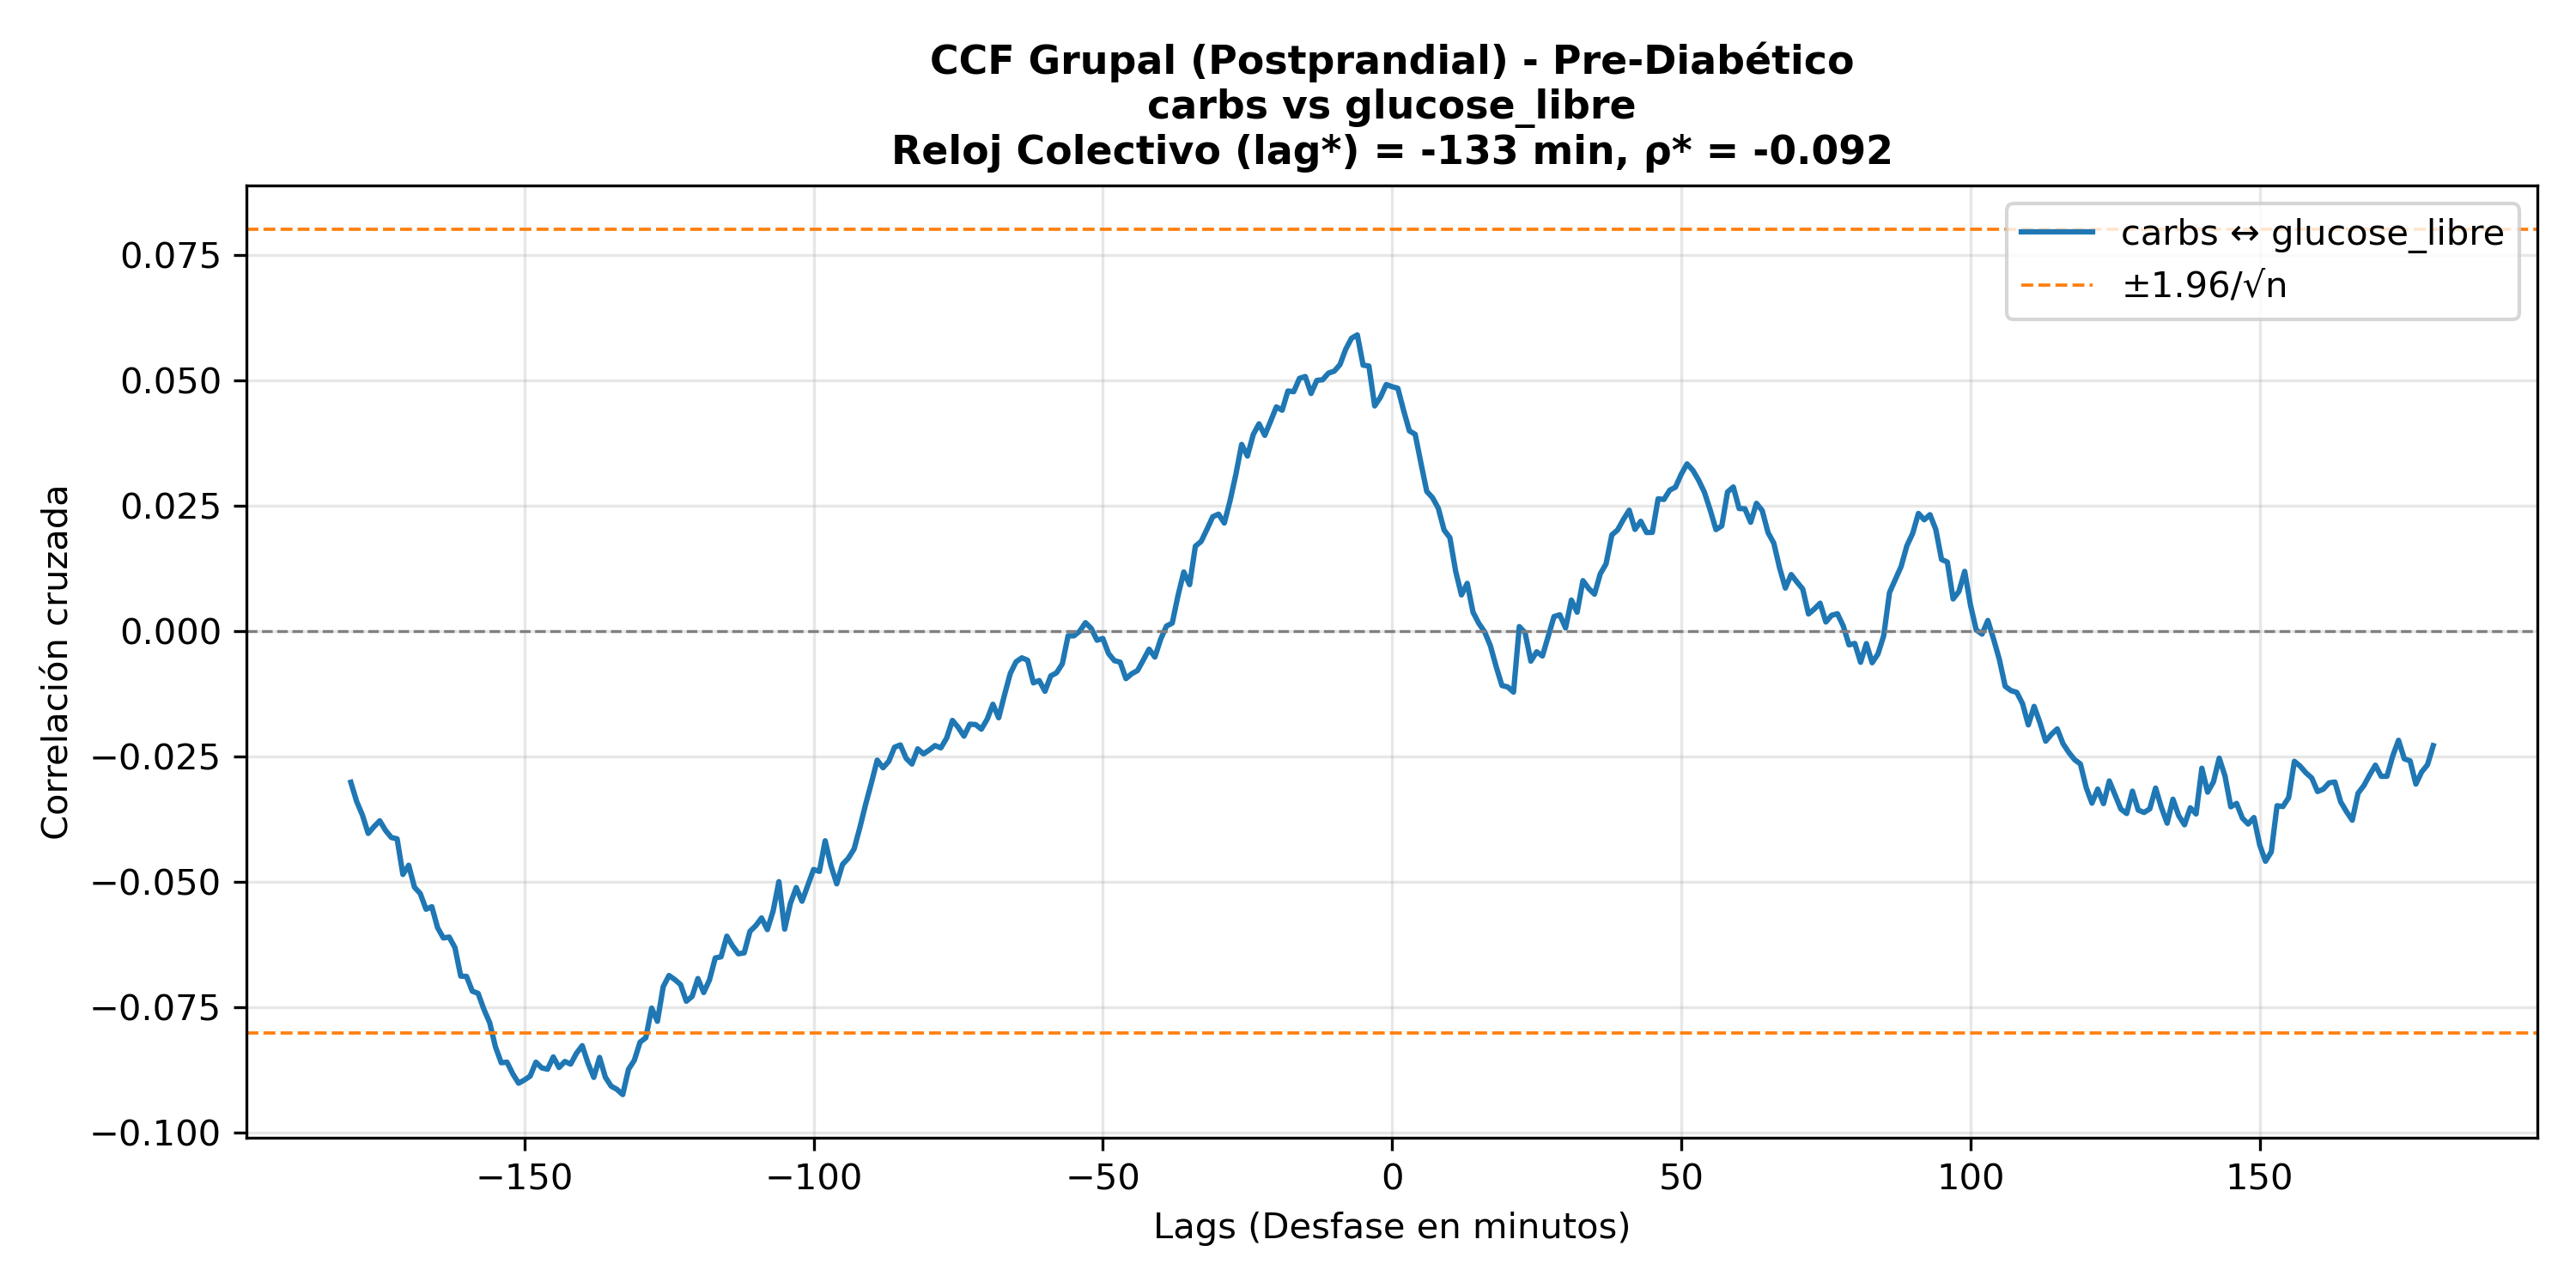 CCF Grupal (Postprandial) - Pre-Diabético
carbs vs glucose_libre
Reloj Colectivo (lag*) = -133 min, ρ* = -0.092
carbs ↔ glucose_libre
±1.96/√n
Correlación cruzada
0.075
0.050
0.025
0.000
−0.025
−0.050
−0.075
−0.100
−150
−100
−50
0
50
100
150
Lags (Desfase en minutos)